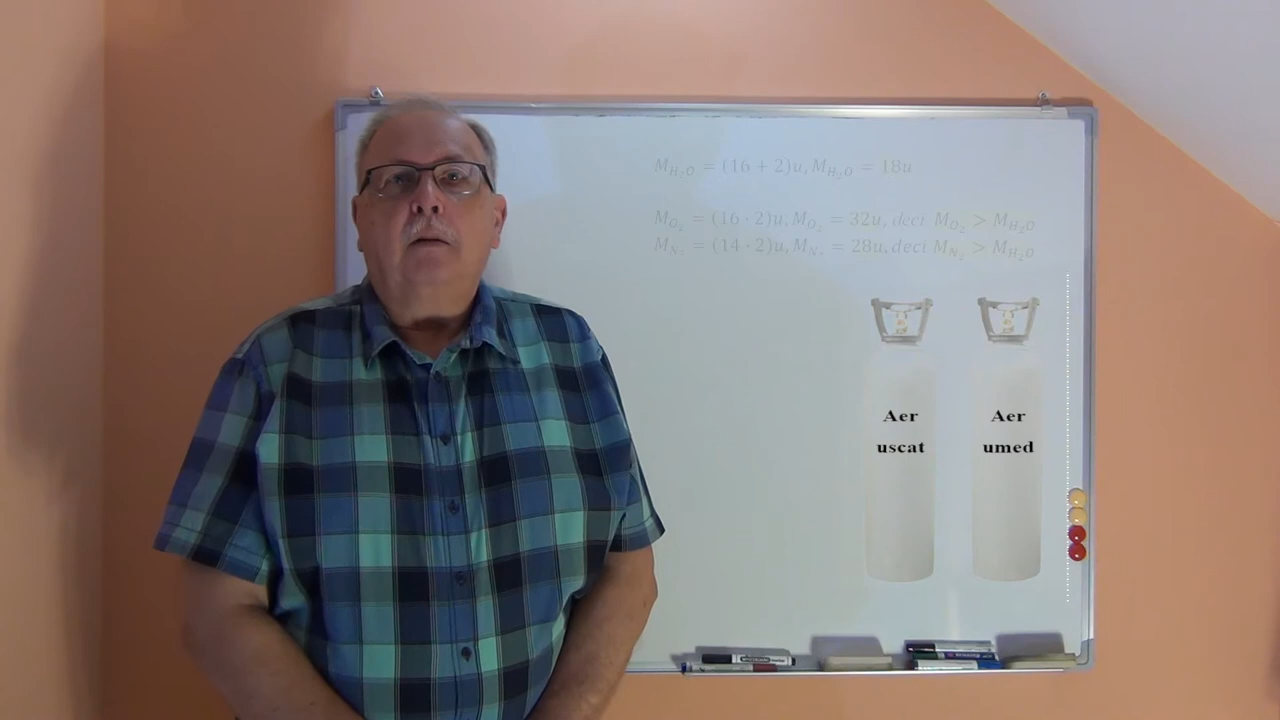 M_{H_2O} = (16 + 2)u, M_{H_2O} = 18u
M_{O_2} = (16 · 2)u, M_{O_2} = 32u, deci M_{O_2} > M_{H_2O}
M_{N_2} = (14 · 2)u, M_{N_2} = 28u, deci M_{N_2} > M_{H_2O}
Aer
uscat
Aer
umed